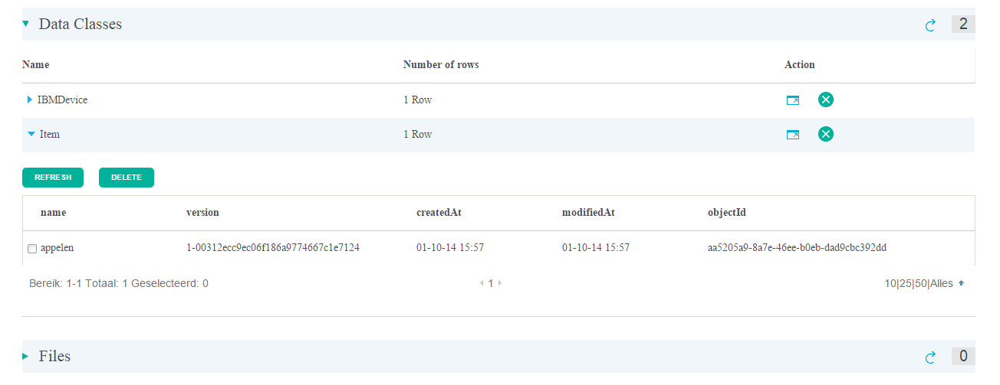 Data Classes 2
Name Number of rows Action
IBMDevice 1 Row
Item 1 Row
REFRESH DELETE
name version createdAt modifiedAt objectId
appelen 1-00312ecc9ec06f186a9774667c1e7124 01-10-14 15:57 01-10-14 15:57 aa5205a9-8a7e-46ee-b0eb-dad9cbc392dd
Bereik: 1-1 Totaal: 1 Geselecteerd: 0 1 10|25|50|Alles
Files 0